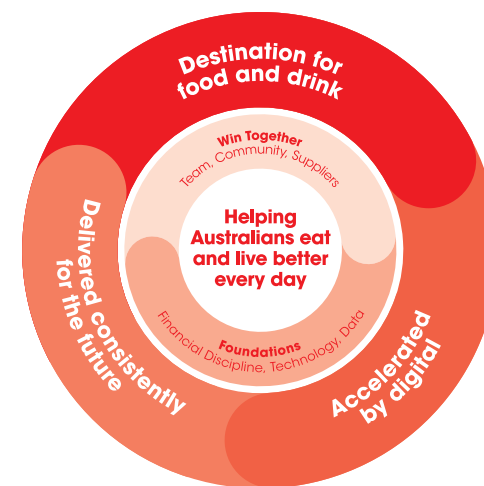 Destination for
food and drink
Win Together
Team, Community, Suppliers
Helping
Australians eat
and live better
every day
Foundations
Financial Discipline, Technology, Data
Delivered consistently
for the future
Accelerated
by digital